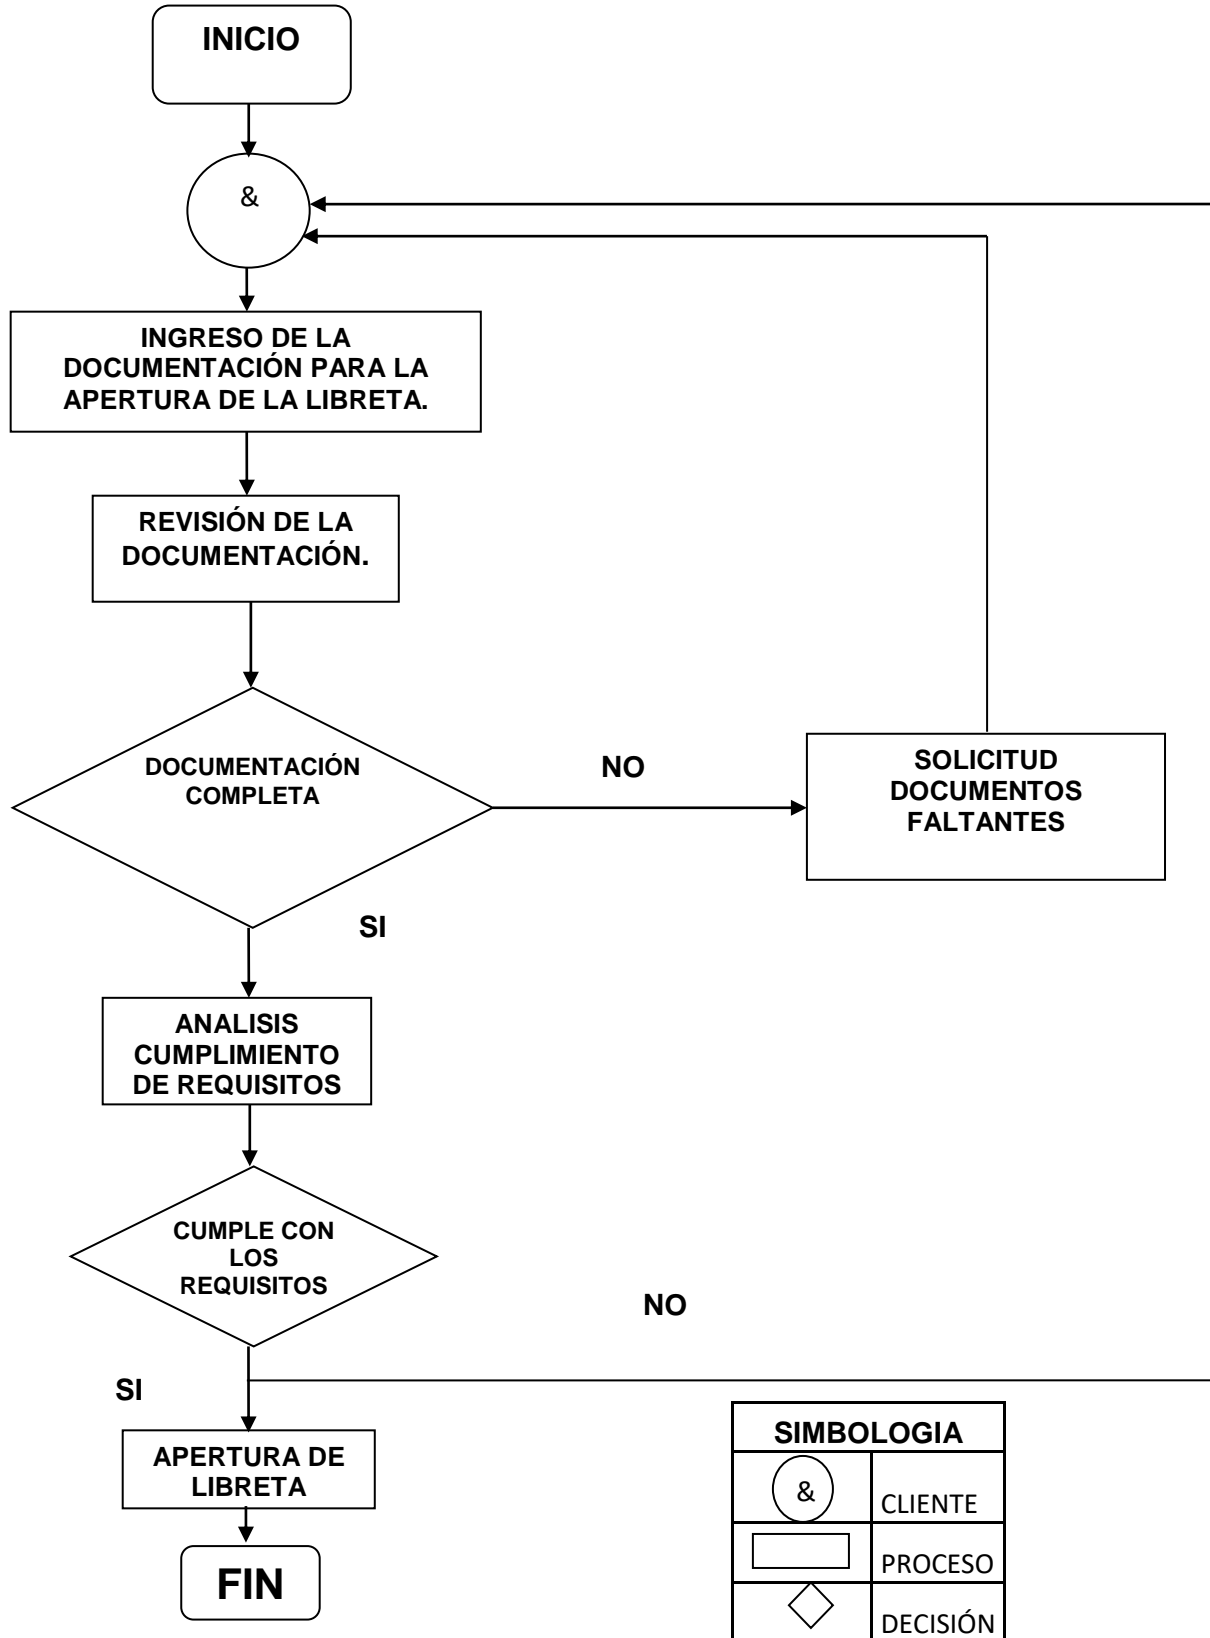 INICIO
&
INGRESO DE LA
DOCUMENTACIÓN PARA LA
APERTURA DE LA LIBRETA.
REVISIÓN DE LA
DOCUMENTACIÓN.
DOCUMENTACIÓN
COMPLETA
NO
SOLICITUD
DOCUMENTOS
FALTANTES
SI
ANALISIS
CUMPLIMIENTO
DE REQUISITOS
CUMPLE CON
LOS
REQUISITOS
NO
SI
APERTURA DE
LIBRETA
FIN
SIMBOLOGIA
& CLIENTE
PROCESO
DECISIÓN